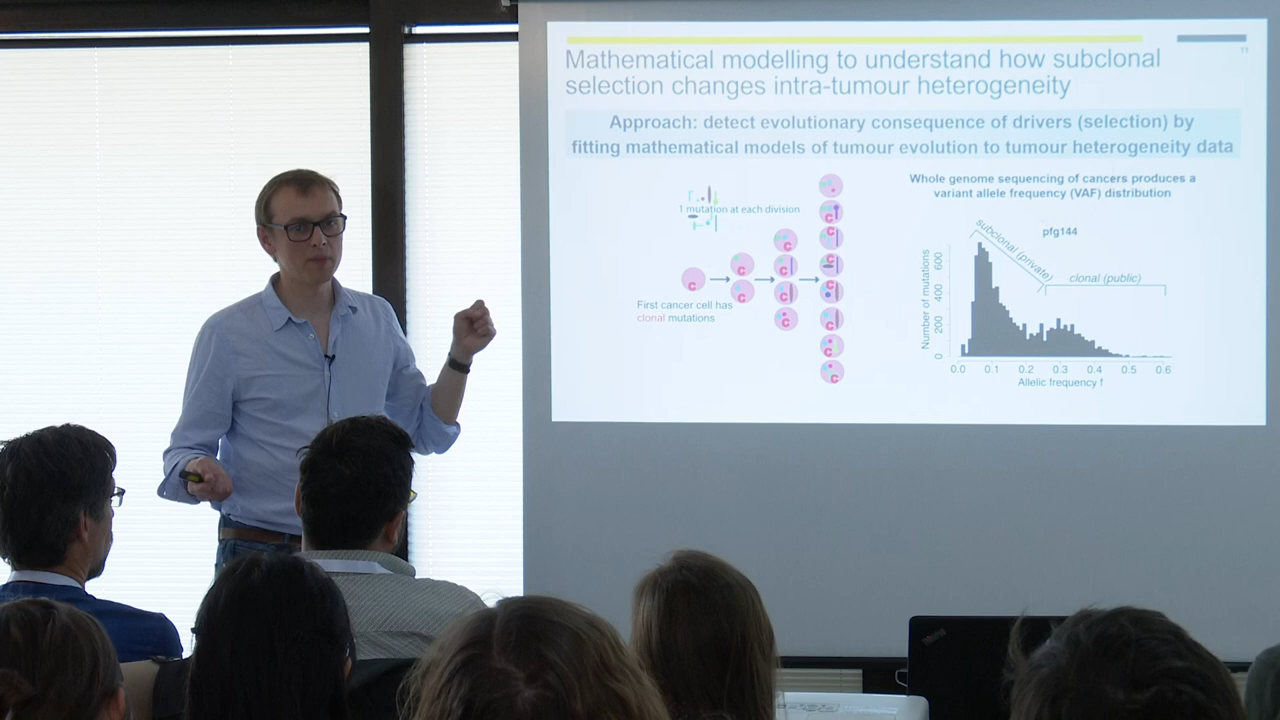 11
Mathematical modelling to understand how subclonal
selection changes intra-tumour heterogeneity
Approach: detect evolutionary consequence of drivers (selection) by
fitting mathematical models of tumour evolution to tumour heterogeneity data
1 mutation at each division
C
C
C
C
C
C
C
C
C
C
C
C
C
C
First cancer cell has
clonal mutations
Whole genome sequencing of cancers produces a
variant allele frequency (VAF) distribution
pfg144
subclonal (private)
clonal (public)
Number of mutations
0 200 400 600
0.0 0.1 0.2 0.3 0.4 0.5 0.6
Allelic frequency f